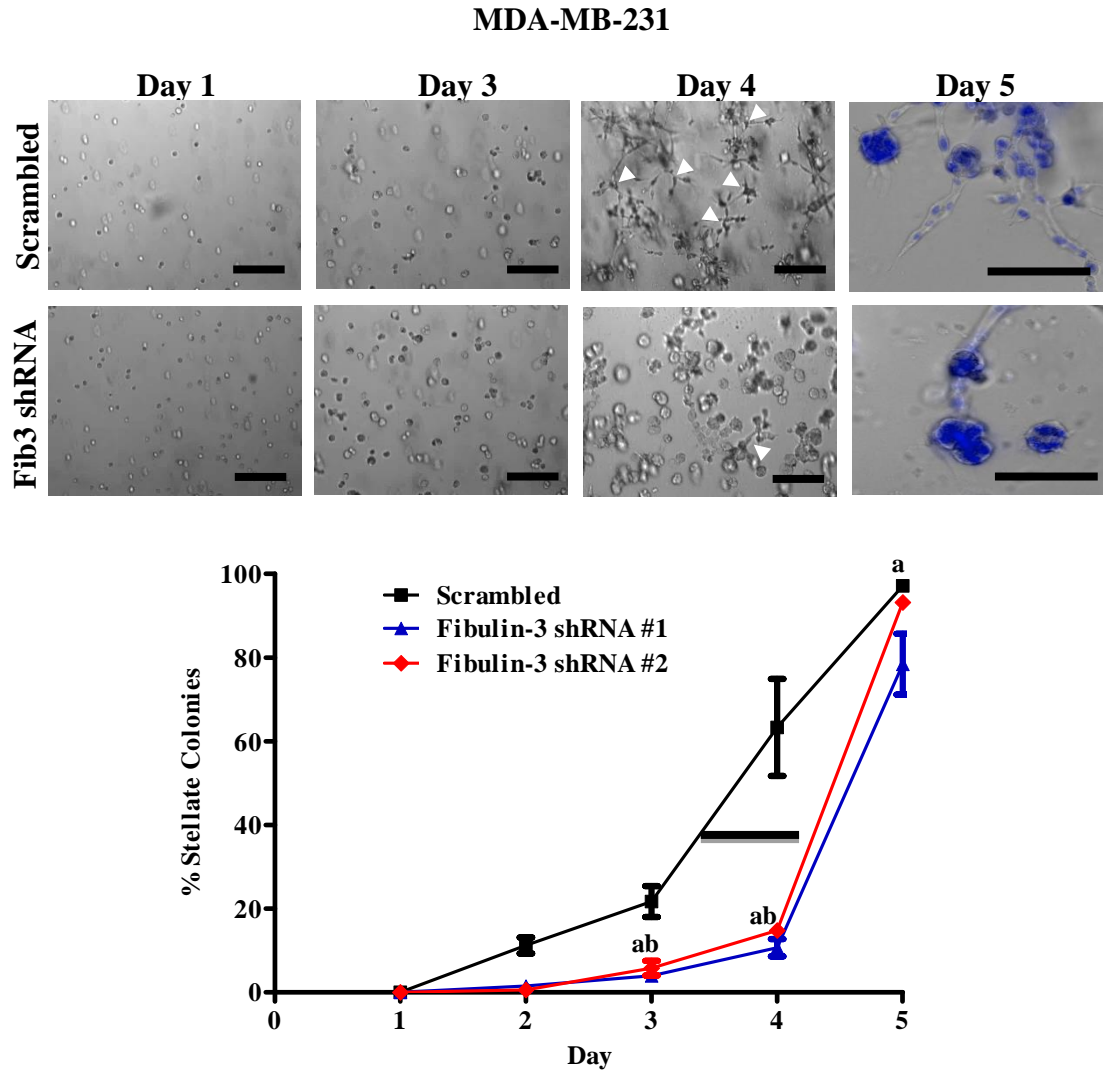 MDA-MB-231
Day 1
Day 3
Day 4
Day 5
Scrambled
Fib3 shRNA
100
80
60
40
20
0
% Stellate Colonies
Scrambled
Fibulin-3 shRNA #1
Fibulin-3 shRNA #2
ab
ab
a
0
1
2
3
4
5
Day